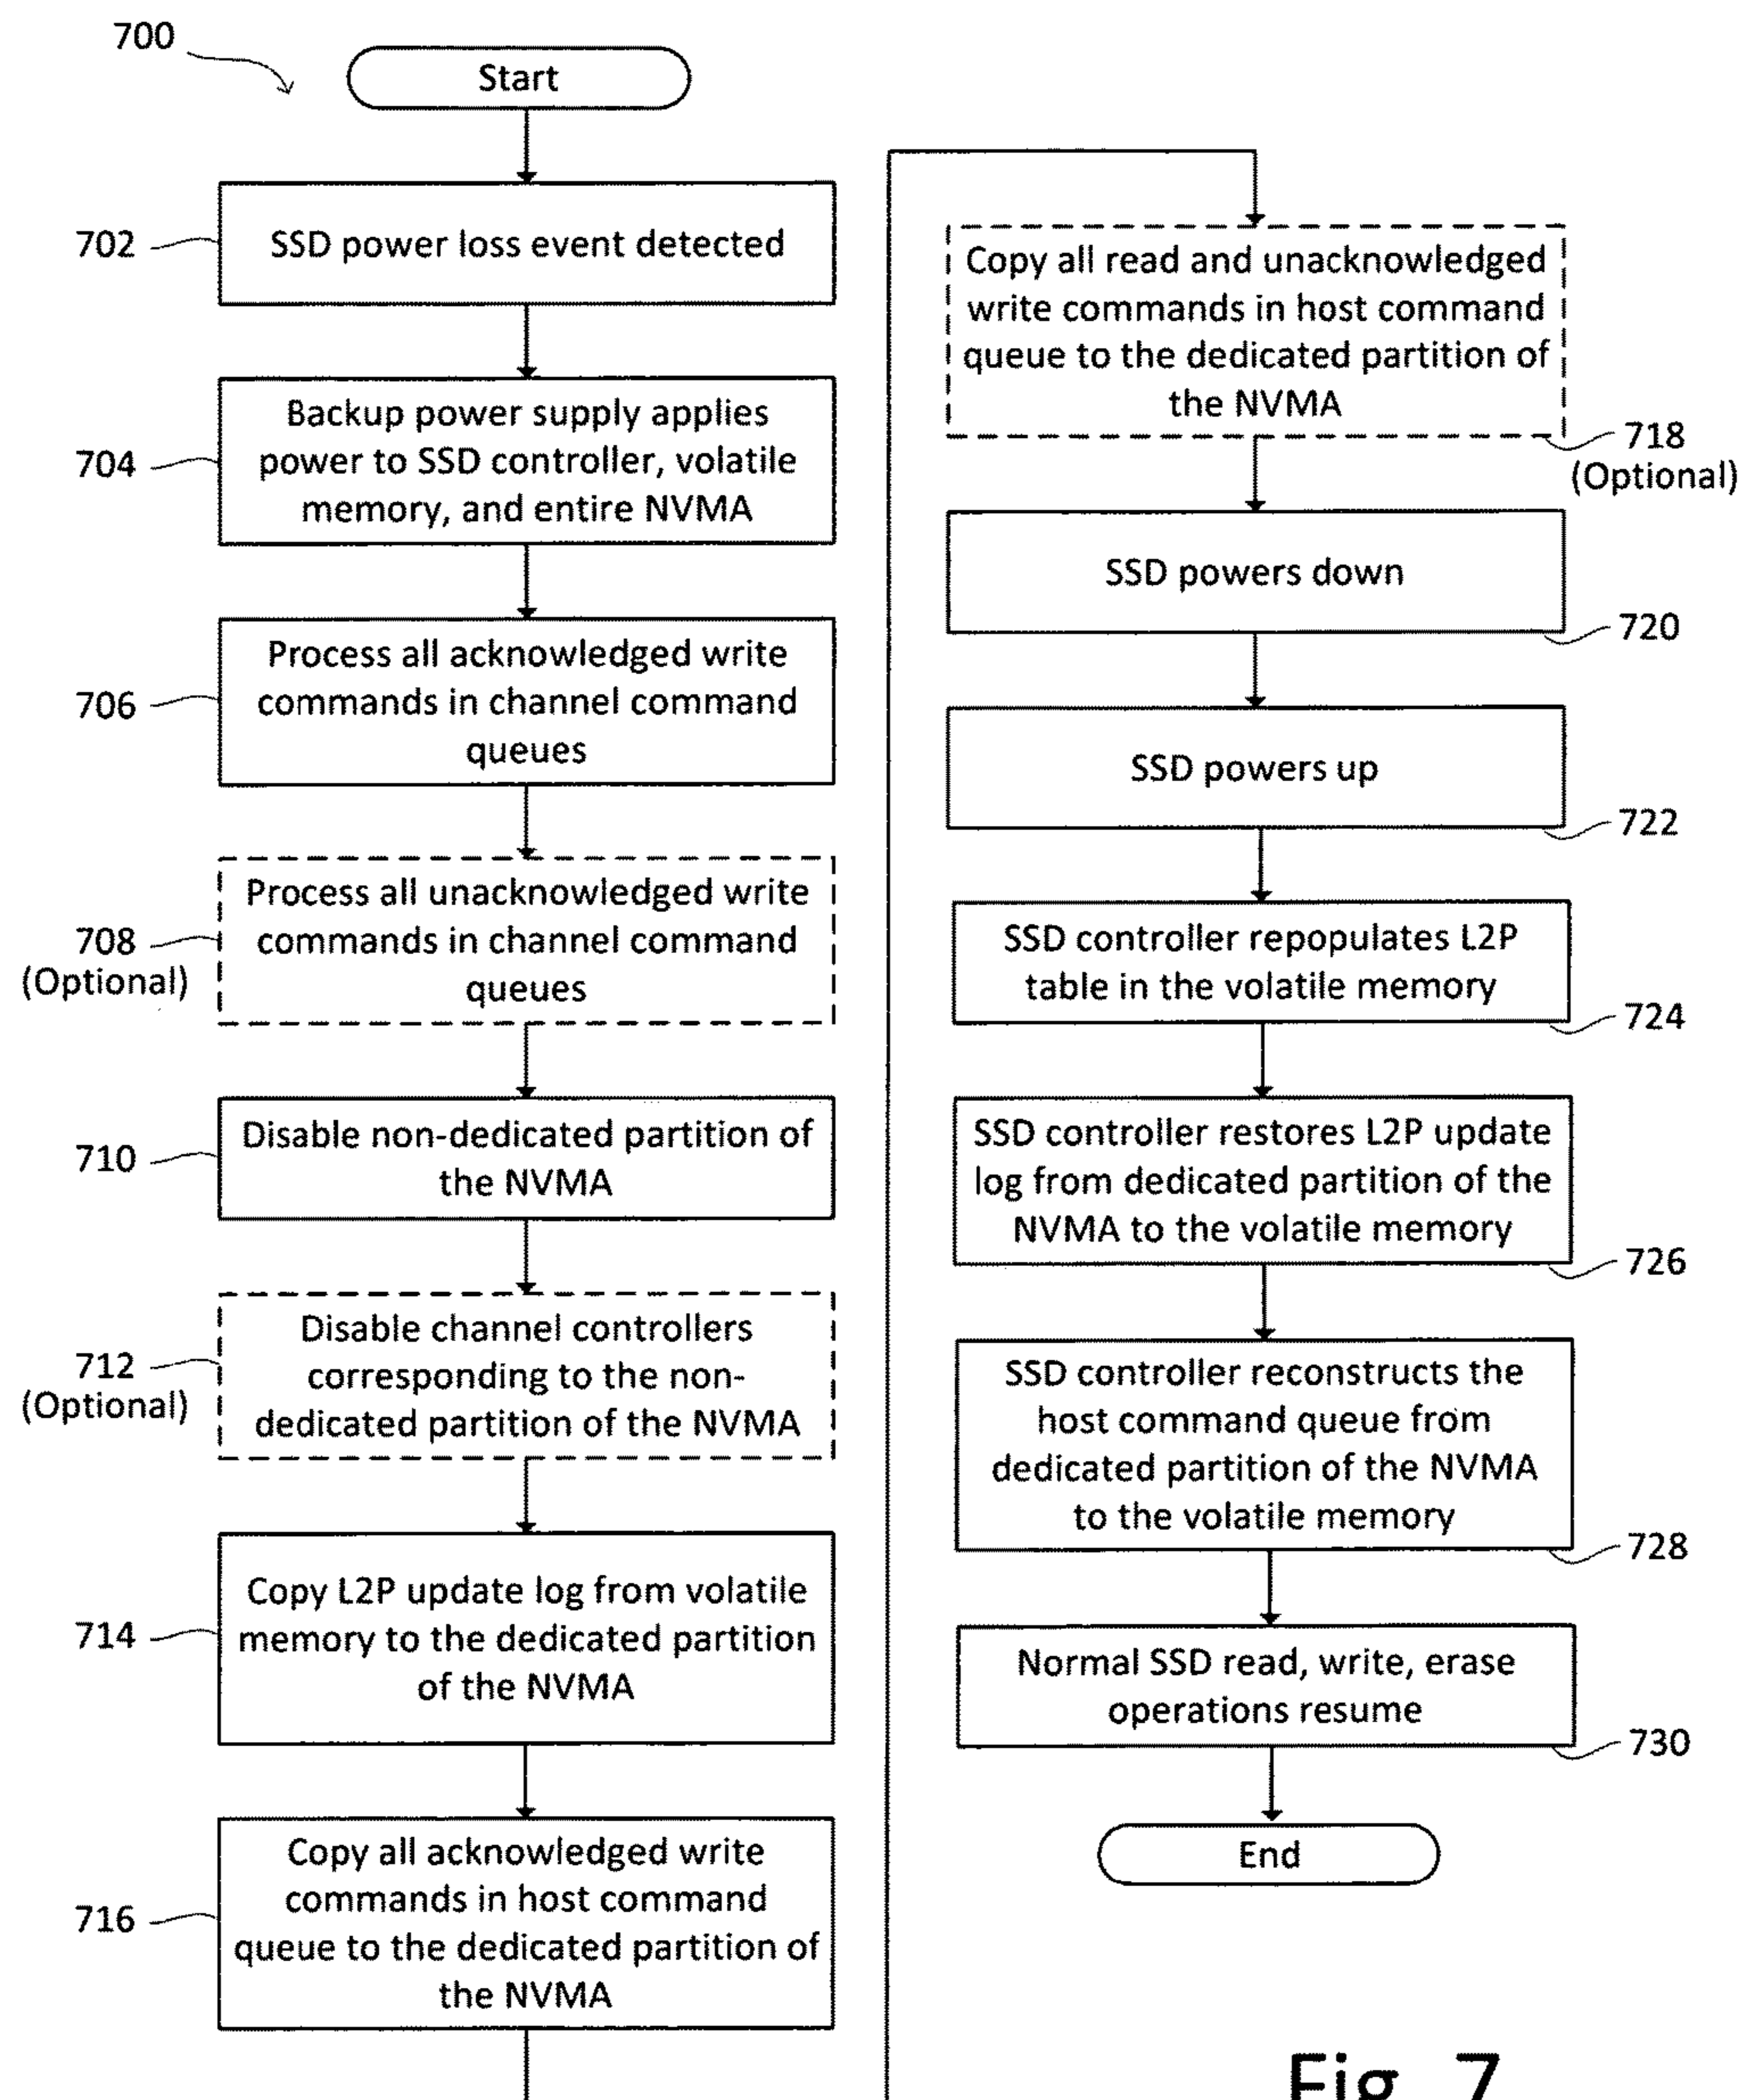 700
Start
702
SSD power loss event detected
704
Backup power supply applies
power to SSD controller, volatile
memory, and entire NVMA
706
Process all acknowledged write
commands in channel command
queues
708
(Optional)
Process all unacknowledged write
commands in channel command
queues
710
Disable non-dedicated partition of
the NVMA
712
(Optional)
Disable channel controllers
corresponding to the non-
dedicated partition of the NVMA
714
Copy L2P update log from volatile
memory to the dedicated partition
of the NVMA
716
Copy all acknowledged write
commands in host command
queue to the dedicated partition of
the NVMA
Copy all read and unacknowledged
write commands in host command
queue to the dedicated partition of
the NVMA
718
(Optional)
SSD powers down
720
SSD powers up
722
SSD controller repopulates L2P
table in the volatile memory
724
SSD controller restores L2P update
log from dedicated partition of the
NVMA to the volatile memory
726
SSD controller reconstructs the
host command queue from
dedicated partition of the NVMA
to the volatile memory
728
Normal SSD read, write, erase
operations resume
730
End
Fig. 7